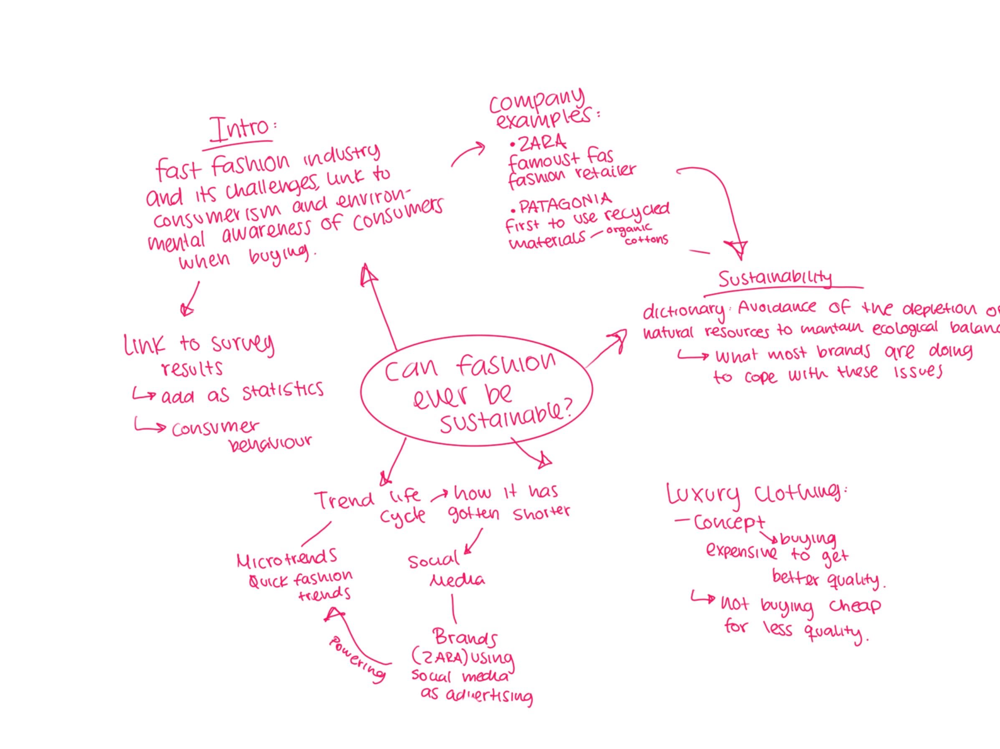 Intro:
fast fashion industry
and its challenges, link to
consumerism and environ-
mental awareness of consumers
when buying.
Link to survey
results
add as statistics
consumer
behaviour
company
examples:
• ZARA
famoust fas
fashion retailer
• PATAGONIA
first to use recycled
materials – organic
cottons
Sustainability
dictionary: Avoidance of the depletion o
natural resources to mantain ecological balanc
what most brands are doing
to cope with these issues
Can fashion
ever be
sustainable?
Trend life
cycle
how it has
gotten shorter
Microtrends
Quick fashion
trends
Social
Media
Brands
(ZARA) using
social media
as advertising
Powering
Luxury clothing:
– Concept
buying
expensive to get
better quality.
not buying cheap
for less quality.